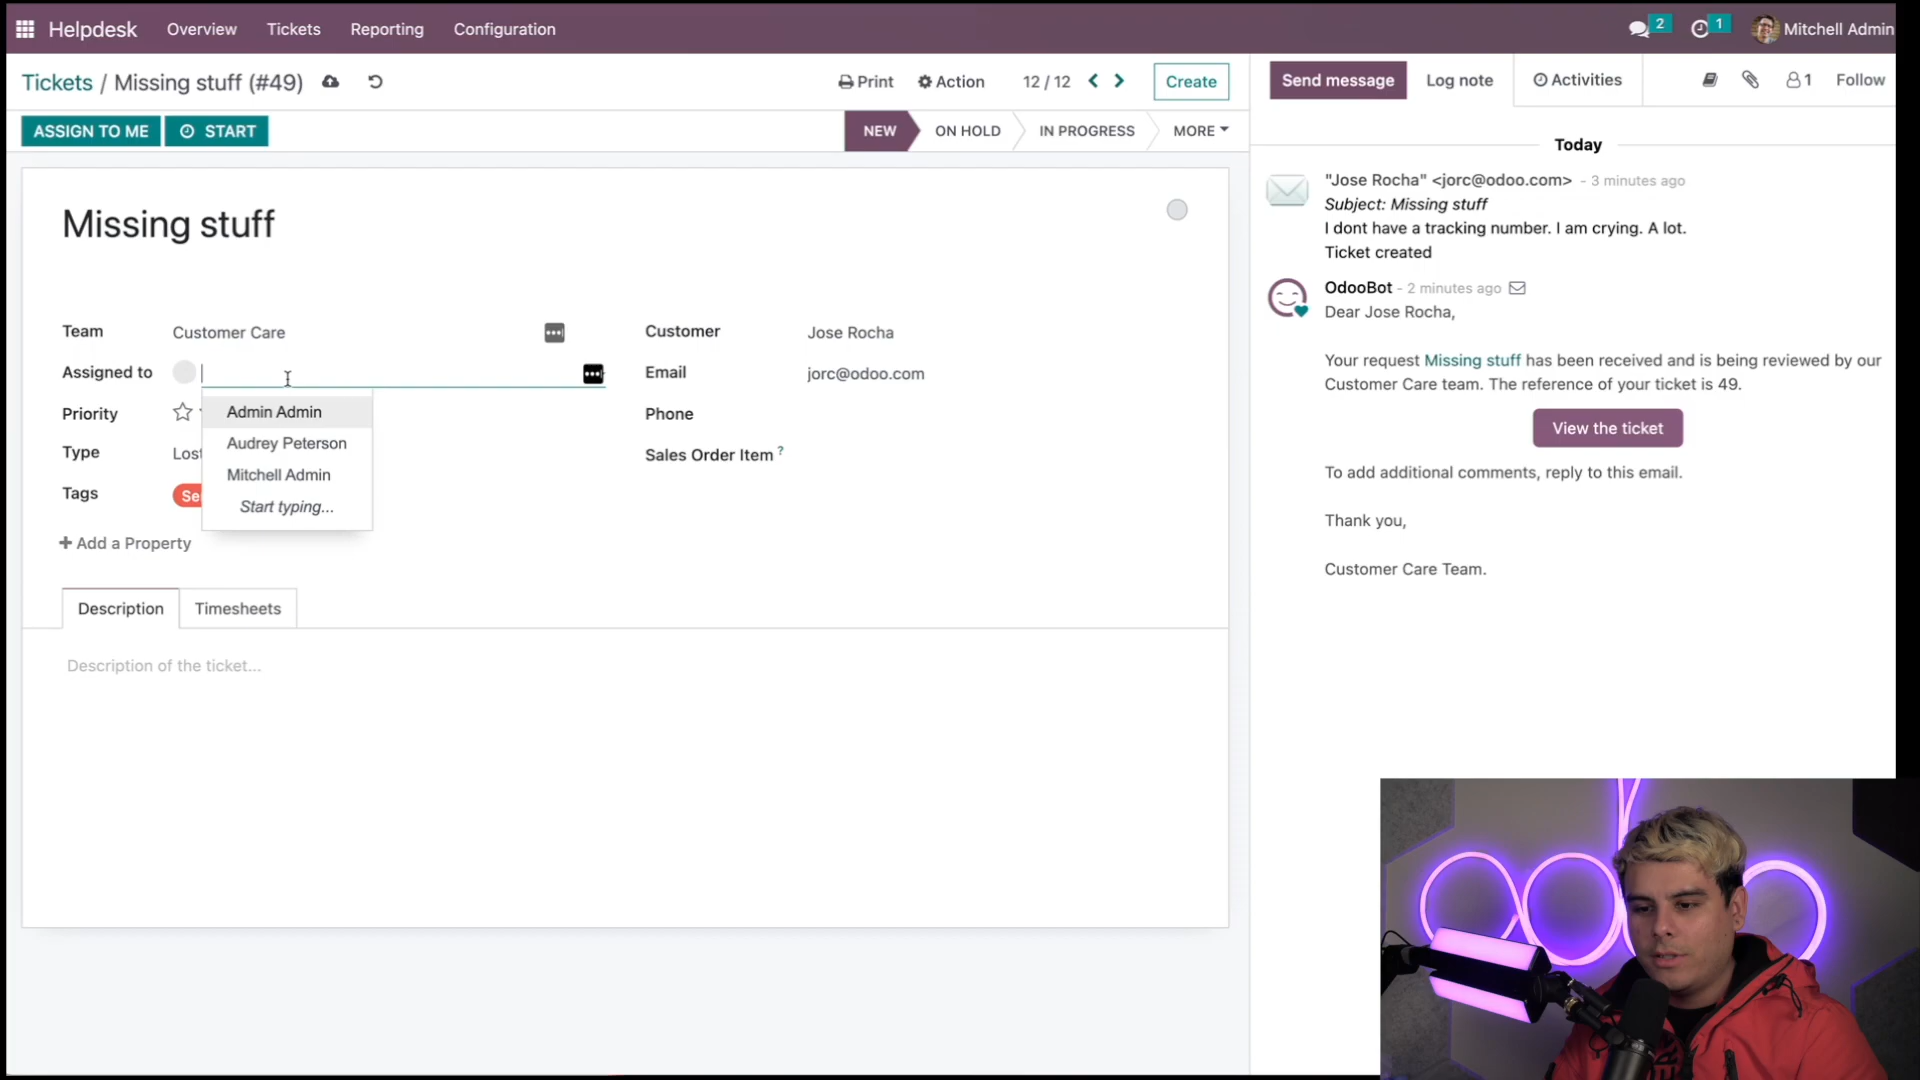 Helpdesk Overview Tickets Reporting Configuration 2 1 Mitchell Admin
Tickets / Missing stuff (#49) Print Action 12 / 12 Create
ASSIGN TO ME START NEW ON HOLD IN PROGRESS MORE
Missing stuff
Team Customer Care
Assigned to
Admin Admin
Audrey Peterson
Mitchell Admin
Start typing...
Priority
Type Los
Tags Se
+ Add a Property
Customer Jose Rocha
Email jorc@odoo.com
Phone
Sales Order Item ?
Description Timesheets
Description of the ticket...
Send message Log note Activities 1 Follow
Today
"Jose Rocha" <jorc@odoo.com> - 3 minutes ago
Subject: Missing stuff
I dont have a tracking number. I am crying. A lot.
Ticket created
OdooBot - 2 minutes ago
Dear Jose Rocha,
Your request Missing stuff has been received and is being reviewed by our
Customer Care team. The reference of your ticket is 49.
View the ticket
To add additional comments, reply to this email.
Thank you,
Customer Care Team.